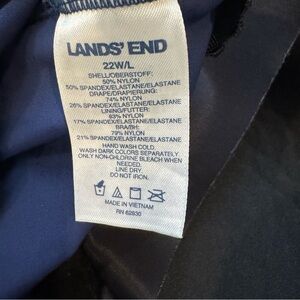 LANDS' END
22W/L
SHELL/OBERSTOFF:
50% NYLON
50% SPANDEX/ELASTANE/ELASTANE
DRAPE/DRAPIERUNG:
74% NYLON
26% SPANDEX/ELASTANE/ELASTANE
LINING/FUTTER:
83% NYLON
17% SPANDEX/ELASTANE/ELASTANE
BRA/BH:
79% NYLON
21% SPANDEX/ELASTANE/ELASTANE
HAND WASH COLD.
WASH DARK COLORS SEPARATELY.
ONLY NON-CHLORINE BLEACH WHEN
NEEDED.
LINE DRY.
DO NOT IRON.
MADE IN VIETNAM
RN 62830